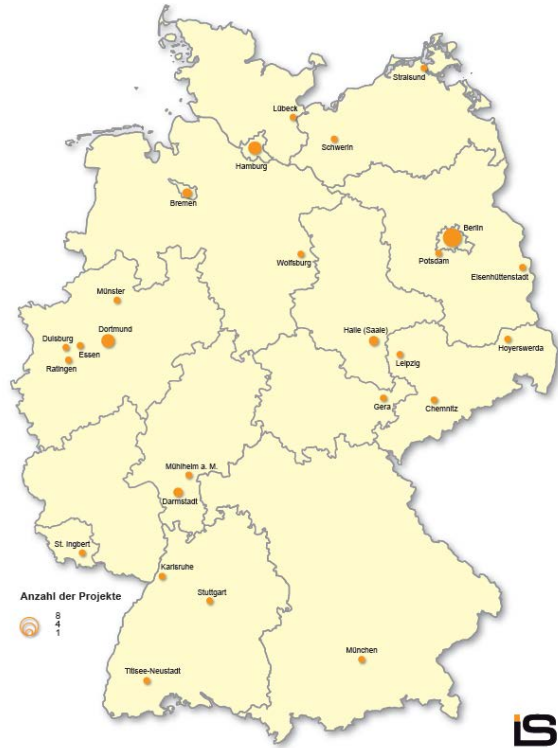 Stralsund
Lübeck
Schwerin
Hamburg
Bremen
Berlin
Potsdam
Wolfsburg
Eisenhüttenstadt
Münster
Dortmund
Duisburg
Essen
Ratingen
Halle (Saale)
Leipzig
Hoyerswerda
Gera
Chemnitz
Mühlheim a. M.
Darmstadt
St. Ingbert
Karlsruhe
Stuttgart
Anzahl der Projekte
8
4
1
München
Titisee-Neustadt
iLS